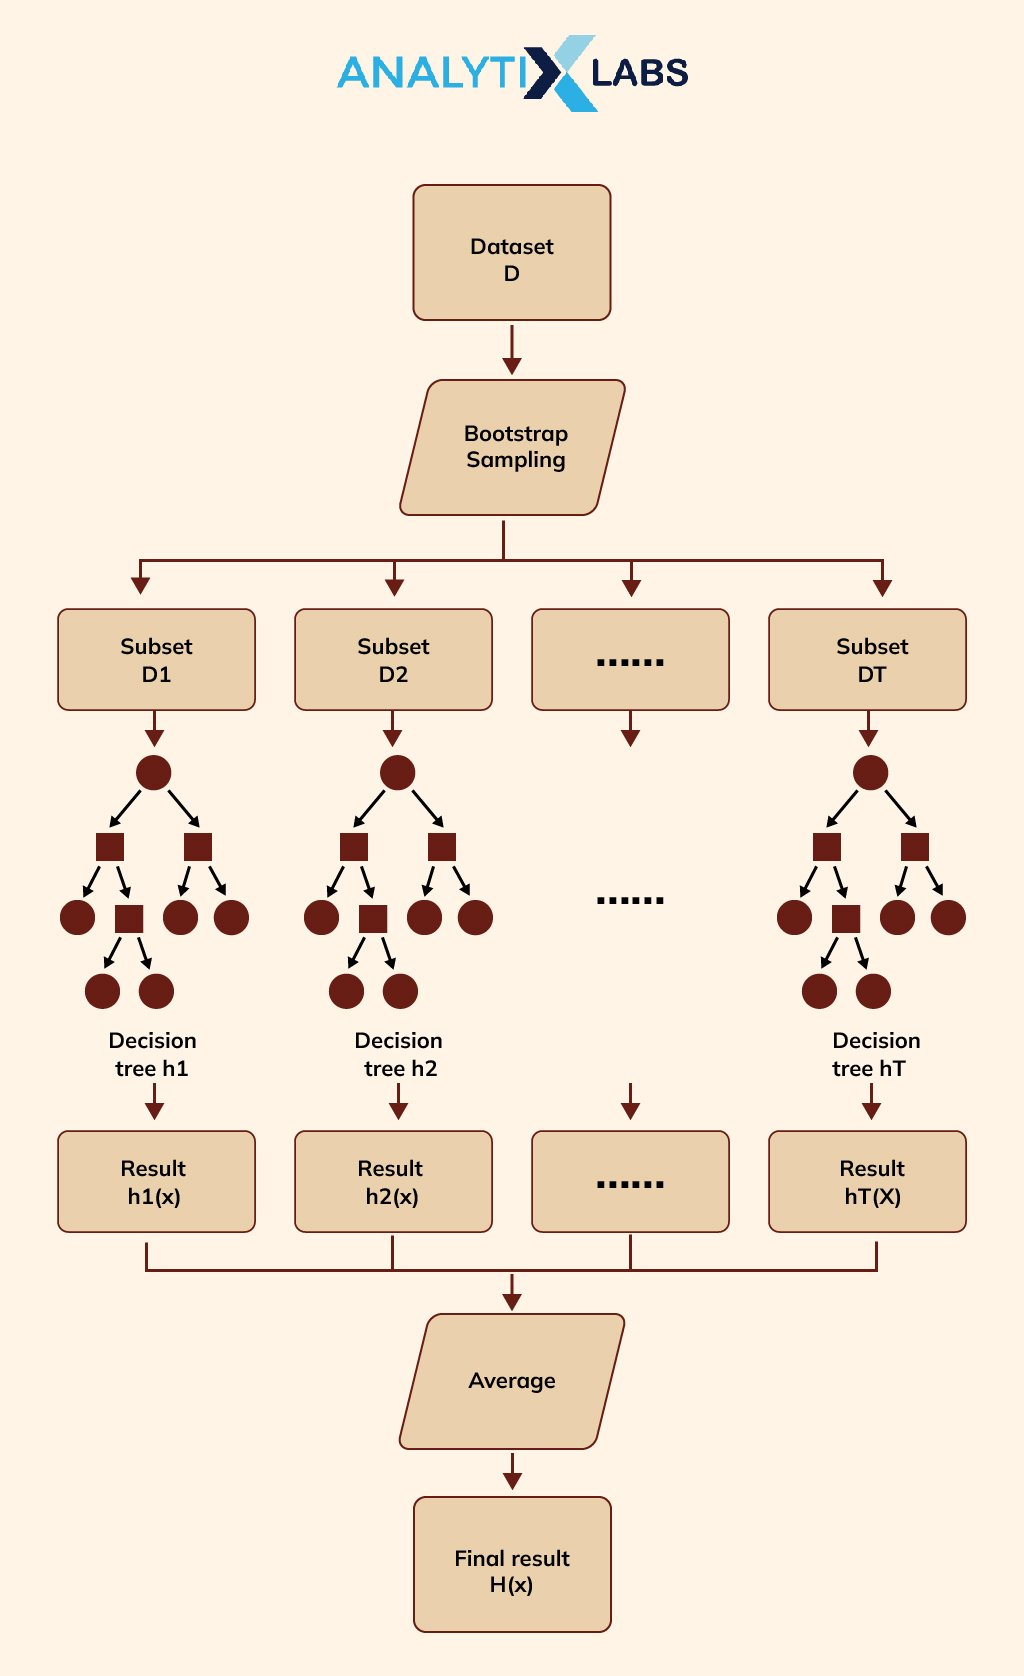 ANALYTIX LABS
Dataset
D
Bootstrap
Sampling
Subset
D1
Subset
D2
......
Subset
DT
......
Decision
tree h1
Decision
tree h2
Decision
tree hT
Result
h1(x)
Result
h2(x)
......
Result
hT(X)
Average
Final result
H(x)